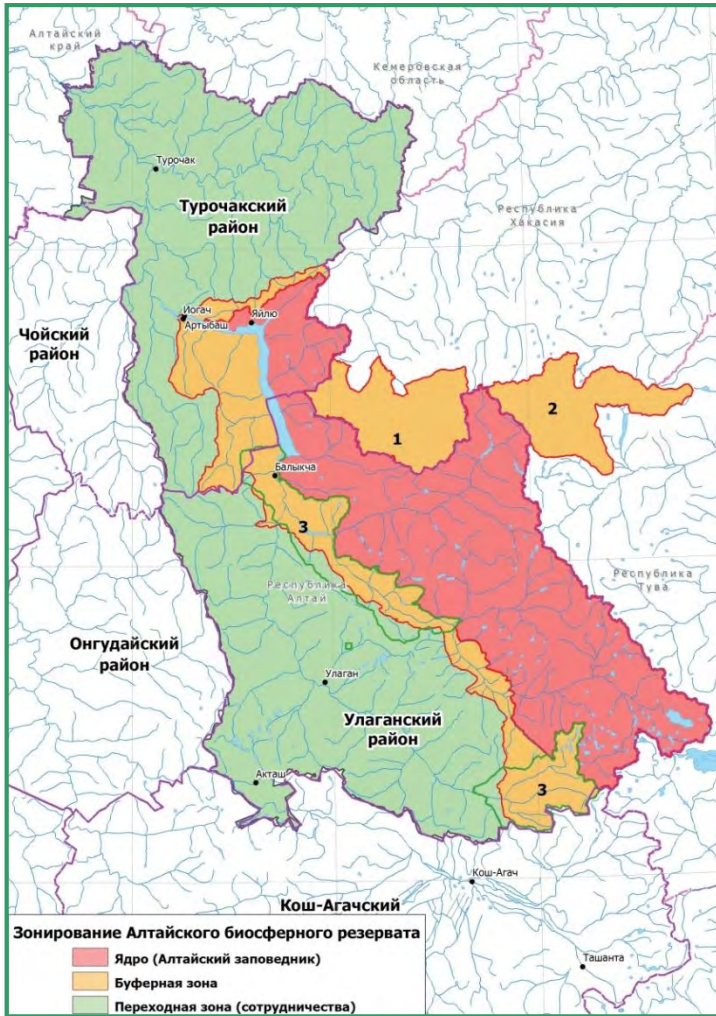 Алтайский
край
Кемеровская
область
Турочак
Турочакский
район
Республика
Хакасия
Иогач
Артыбаш
Яйлю
Чойский
район
1
2
Балыкча
3
Республика
Алтай
Республика
Тува
Онгудайский
район
Улаган
Улаганский
район
Акташ
3
Кош-Агач
Кош-Агачский
Ташанта
Зонирование Алтайского биосферного резервата
Ядро (Алтайский заповедник)
Буферная зона
Переходная зона (сотрудничества)